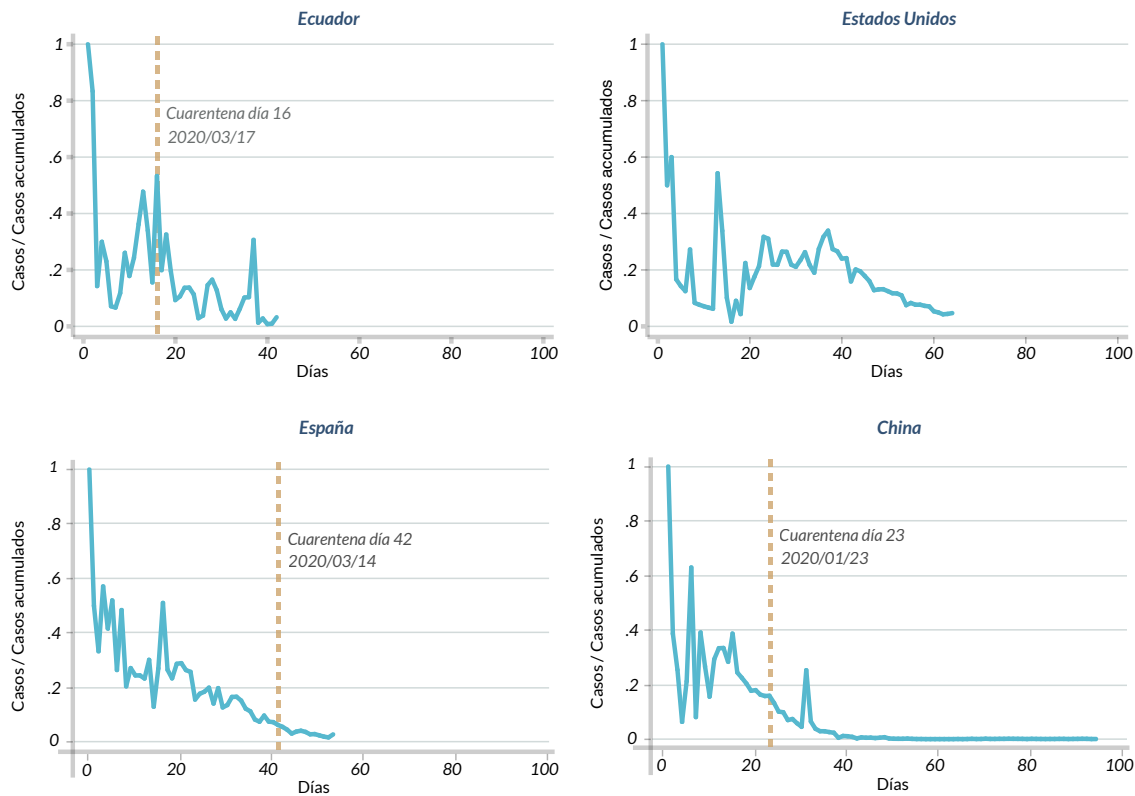 Ecuador
Casos / Casos accumulados
1
.8
.6
.4
.2
0
Cuarentena día 16
2020/03/17
0 20 40 60 80 100
Días
Estados Unidos
Casos / Casos accumulados
1
.8
.6
.4
.2
0
0 20 40 60 80 100
Días
España
Casos / Casos acumulados
1
.8
.6
.4
.2
0
Cuarentena día 42
2020/03/14
0 20 40 60 80 100
Días
China
Casos / Casos acumulados
1
.8
.6
.4
.2
0
Cuarentena día 23
2020/01/23
0 20 40 60 80 100
Días